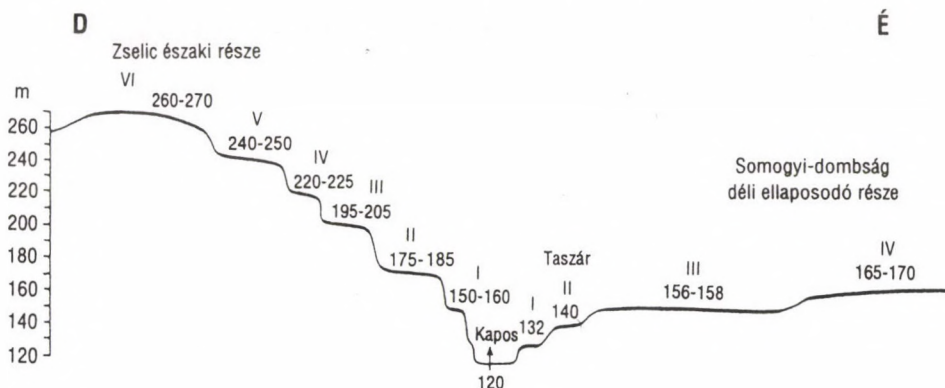 D
É
Zselic északi része
VI
m
260-270
260
V
240-250
240
IV
220-225
220
III
195-205
200
Somogyi-dombság
déli ellaposodó része
II
175-185
180
Taszár
III
IV
165-170
I
150-160
160
I
II
156-158
140
Kapos
132
140
120
120